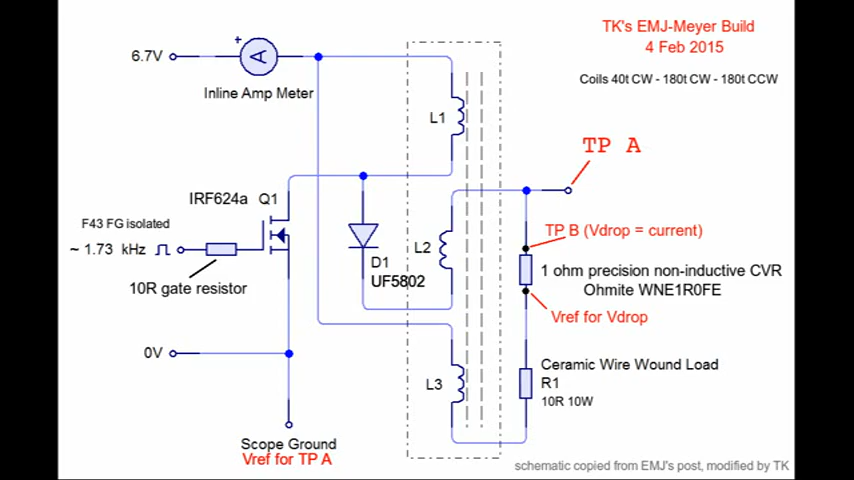 TK's EMJ-Meyer Build
4 Feb 2015
6.7V
+
A
Coils 40t CW - 180t CW - 180t CCW
Inline Amp Meter
L1
TP A
IRF624a
Q1
F43 FG isolated
~ 1.73 kHz
TP B (Vdrop = current)
L2
D1
UF5802
1 ohm precision non-inductive CVR
Ohmite WNE1R0FE
10R gate resistor
Vref for Vdrop
0V
Ceramic Wire Wound Load
R1
10R 10W
L3
Scope Ground
Vref for TP A
schematic copied from EMJ's post, modified by TK